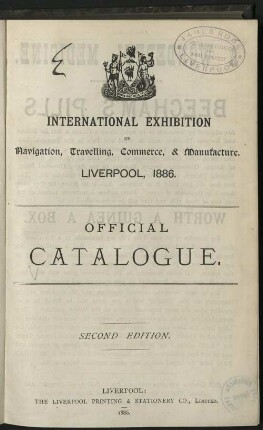 INTERNATIONAL EXHIBITION
OF
Navigation, Travelling, Commerce, & Manufacture.
LIVERPOOL, 1886.
OFFICIAL
CATALOGUE.
SECOND EDITION.
LIVERPOOL:
THE LIVERPOOL PRINTING & STATIONERY CO., LIMITED.
1886.